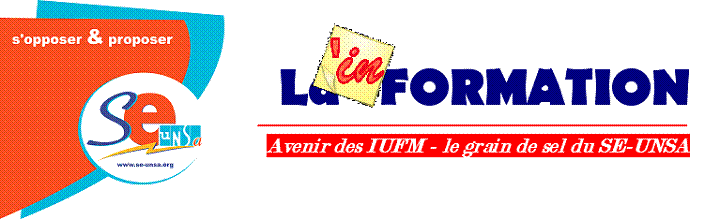 s'opposer & proposer
SE UNSA et
www.se-unsa.org
La 'in FORMATION
Avenir des IUFM - le grain de sel du SE-UNSA